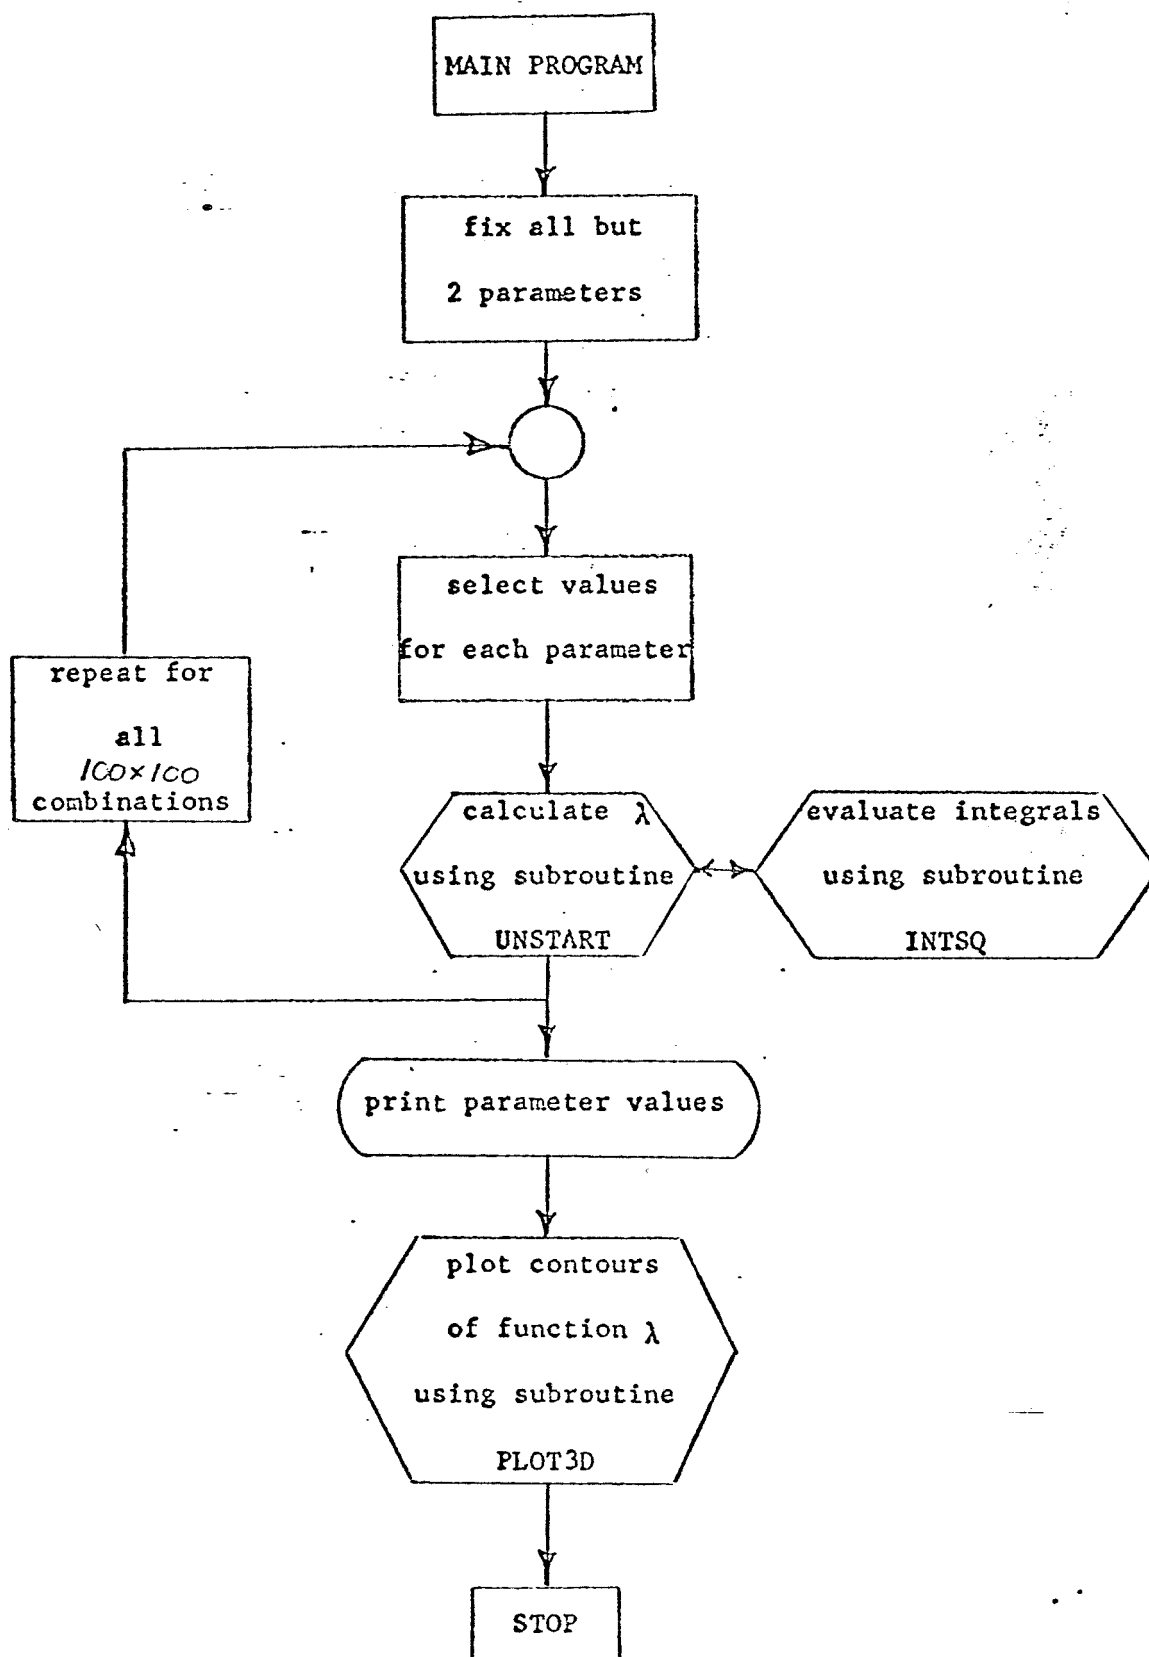 MAIN PROGRAM
fix all but
2 parameters
select values
for each parameter
repeat for
all
100×100
combinations
calculate λ
using subroutine
UNSTART
evaluate integrals
using subroutine
INTSQ
print parameter values
plot contours
of function λ
using subroutine
PLOT3D
STOP